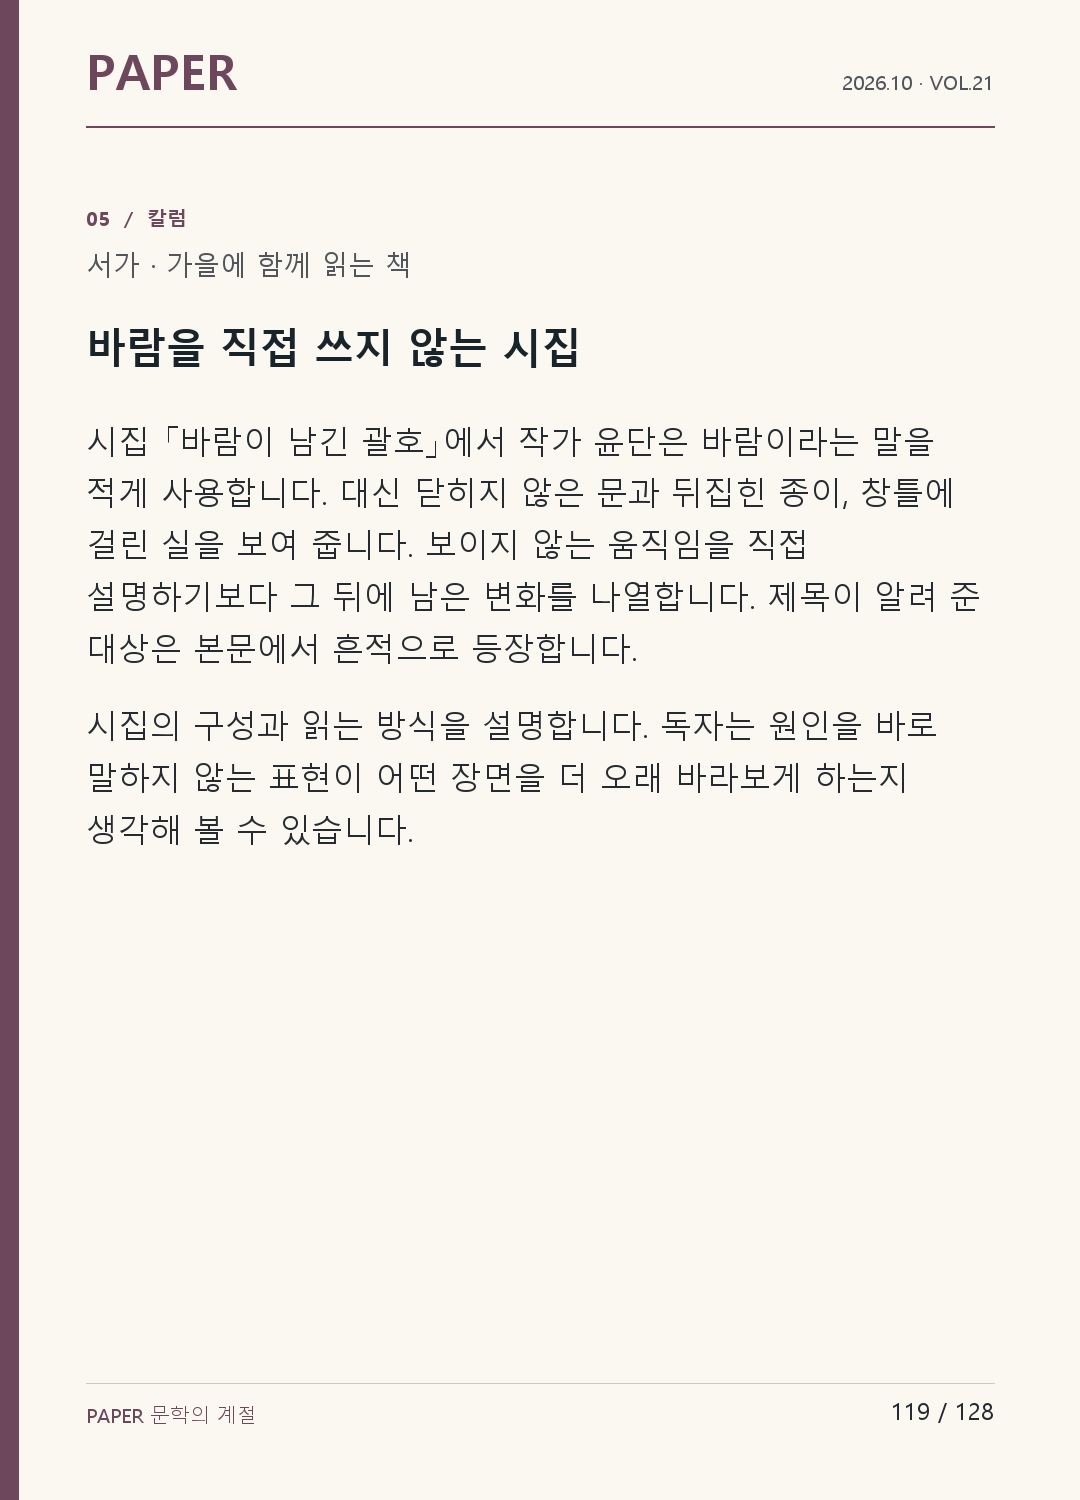 PAPER
2026.10 · VOL.21
05 / 칼럼
서가 · 가을에 함께 읽는 책
바람을 직접 쓰지 않는 시집
시집 「바람이 남긴 괄호」에서 작가 윤단은 바람이라는 말을
적게 사용합니다. 대신 닫히지 않은 문과 뒤집힌 종이, 창틀에
걸린 실을 보여 줍니다. 보이지 않는 움직임을 직접
설명하기보다 그 뒤에 남은 변화를 나열합니다. 제목이 알려 준
대상은 본문에서 흔적으로 등장합니다.
시집의 구성과 읽는 방식을 설명합니다. 독자는 원인을 바로
말하지 않는 표현이 어떤 장면을 더 오래 바라보게 하는지
생각해 볼 수 있습니다.
PAPER 문학의 계절
119 / 128